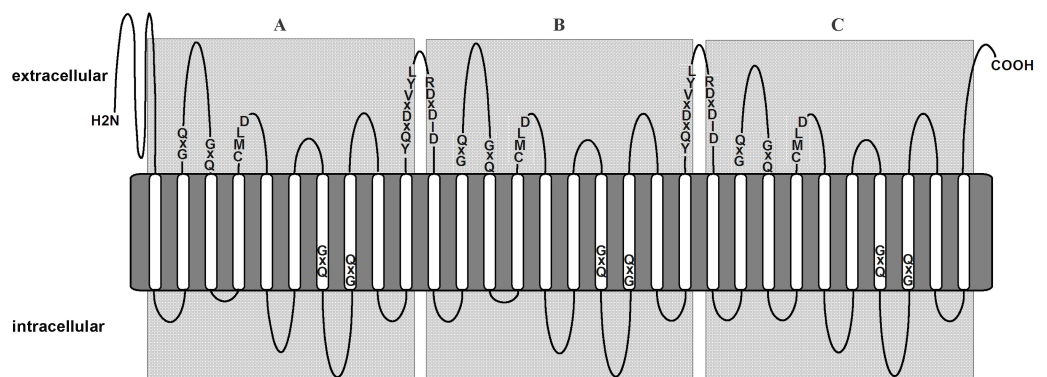 A
B
C
extracellular
H2N
QxG
GxQ
DLMC
LYVxDxQY
RDxDID
QxG
GxQ
DLMC
LYVxDxQY
RDxDID
QxG
GxQ
DLMC
COOH
GxQ
QxG
GxQ
QxG
GxQ
QxG
intracellular